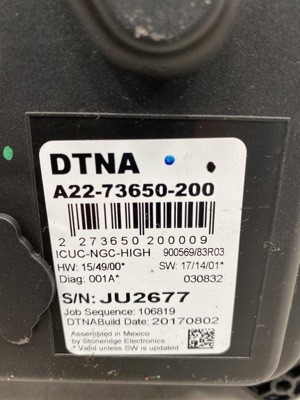 DTNA
A22-73650-200
2 273650 200009
ICUC-NGC-HIGH 900569/83R03
HW: 15/49/00* SW: 17/14/01*
Diag: 001A* 030832
S/N: JU2677
Job Sequence: 106819
DTNABuild Date: 20170802
Assembled in Mexico
by Stoneridge Electronics
* Valid unless SW is updated